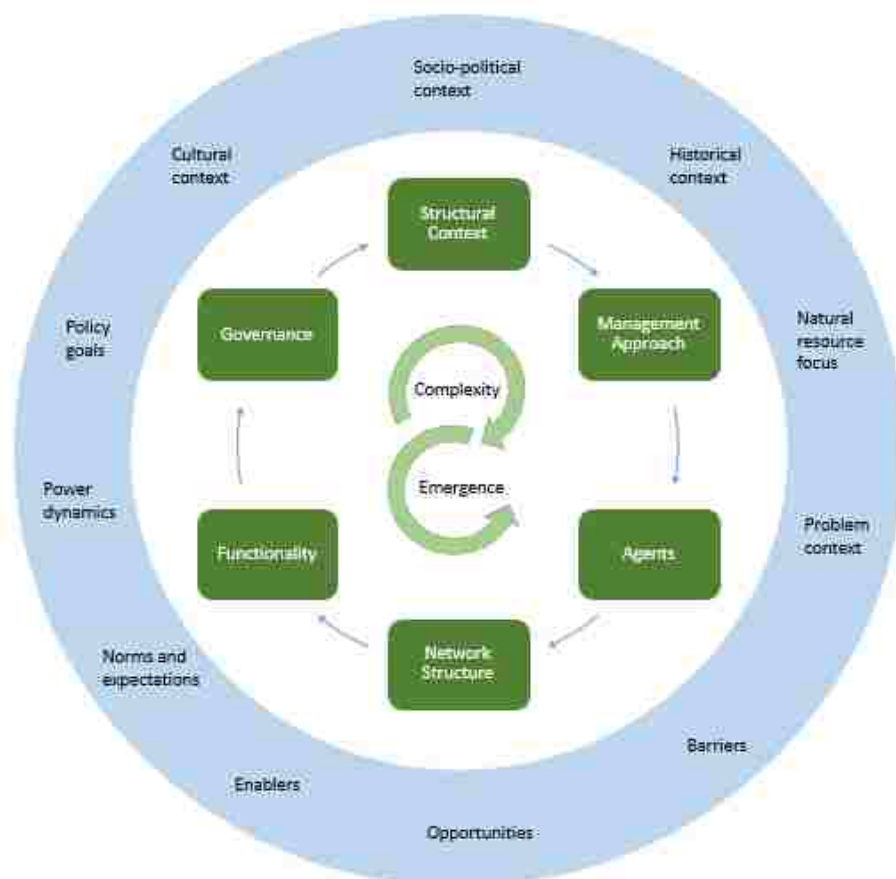 Socio-political
context
Cultural
context
Historical
context
Structural
Context
Policy
goals
Governance
Management
Approach
Natural
resource
focus
Complexity
Emergence
Power
dynamics
Functionality
Agents
Problem
context
Norms and
expectations
Network
Structure
Barriers
Enablers
Opportunities